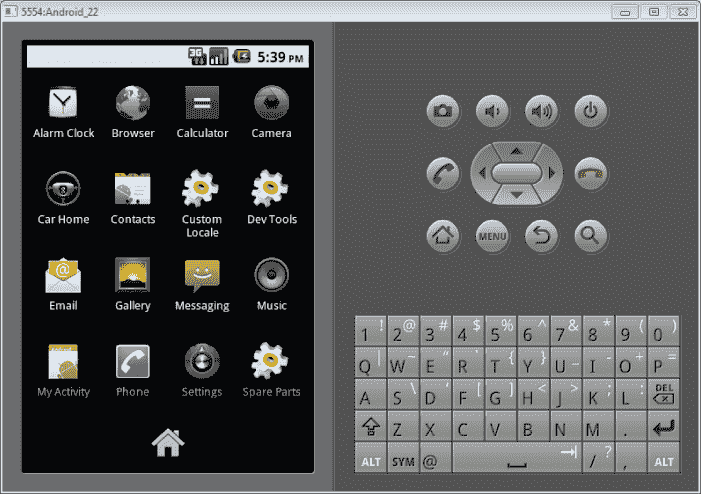 5554:Android_22
3G
5:39 PM
Alarm Clock Browser Calculator Camera
Car Home Contacts Custom Locale Dev Tools
Email Gallery Messaging Music
My Activity Phone Settings Spare Parts
MENU
1 ! 2 @ 3 # 4 $ 5 % 6 ^ 7 & 8 * 9 ( 0 )
Q | W ~ E " R ` T { Y } U _ I - O + P =
A S \ D ' F [ G ] H < J > K ; L : DEL
Z X C V B N M .
ALT SYM @ / ? , ALT